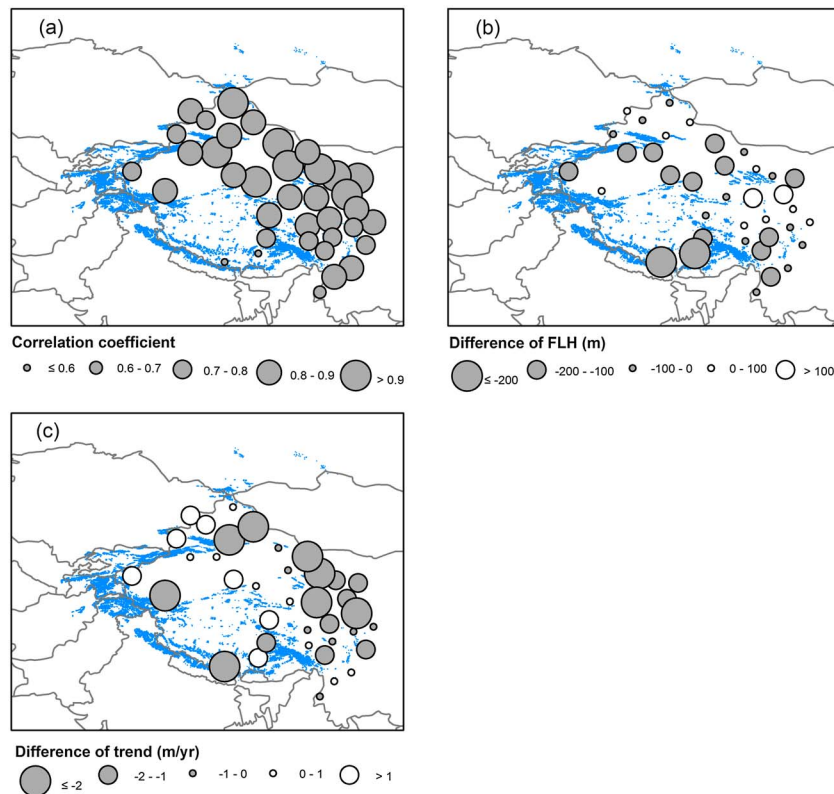 (a)
(b)
Correlation coefficient
≤ 0.6 0.6 - 0.7 0.7 - 0.8 0.8 - 0.9 > 0.9
Difference of FLH (m)
≤ -200 -200 - -100 -100 - 0 0 - 100 > 100
(c)
Difference of trend (m/yr)
≤ -2 -2 - -1 -1 - 0 0 - 1 > 1